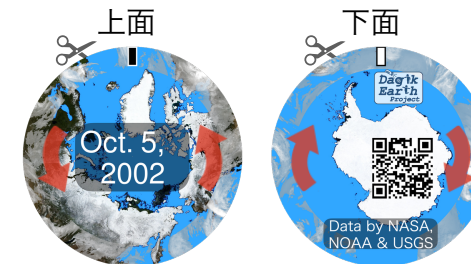 上面
下面
Oct. 5,
2002
Dagik
Earth
Project
Data by NASA,
NOAA & USGS